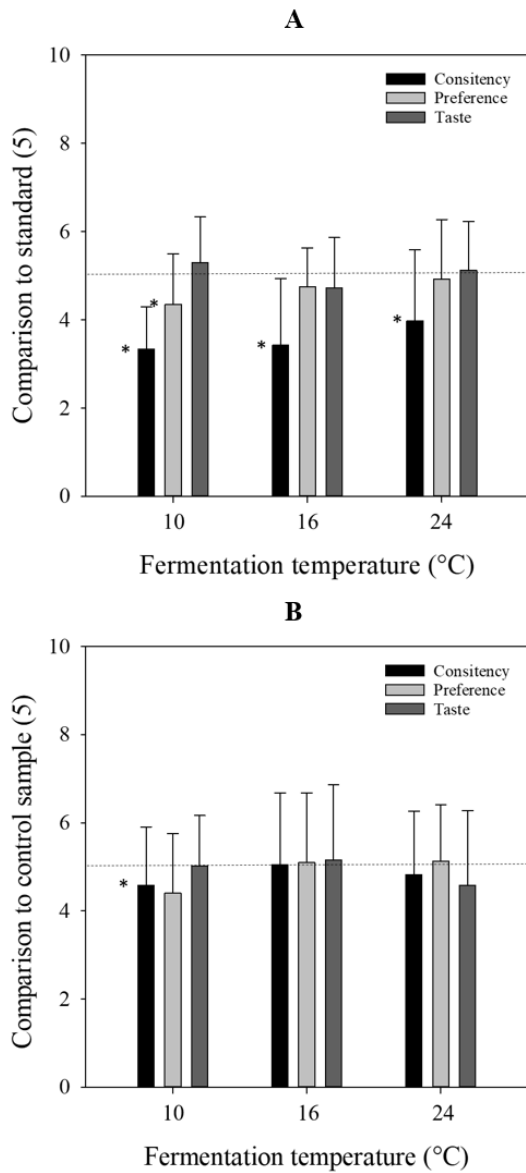 A
10
8
6
4
2
0
Comparison to standard (5)
Consitency
Preference
Taste
*
*
*
*
10 16 24
Fermentation temperature (°C)
B
10
8
6
4
2
0
Comparison to control sample (5)
Consitency
Preference
Taste
*
10 16 24
Fermentation temperature (°C)